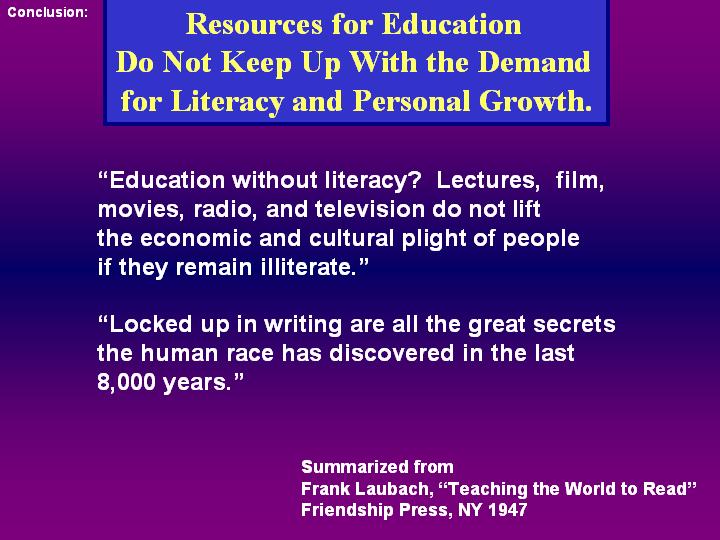 Conclusion:
Resources for Education
Do Not Keep Up With the Demand
for Literacy and Personal Growth.
“Education without literacy?  Lectures,  film,
movies, radio, and television do not lift
the economic and cultural plight of people
if they remain illiterate.”
“Locked up in writing are all the great secrets
the human race has discovered in the last
8,000 years.”
Summarized from
Frank Laubach, “Teaching the World to Read”
Friendship Press, NY 1947